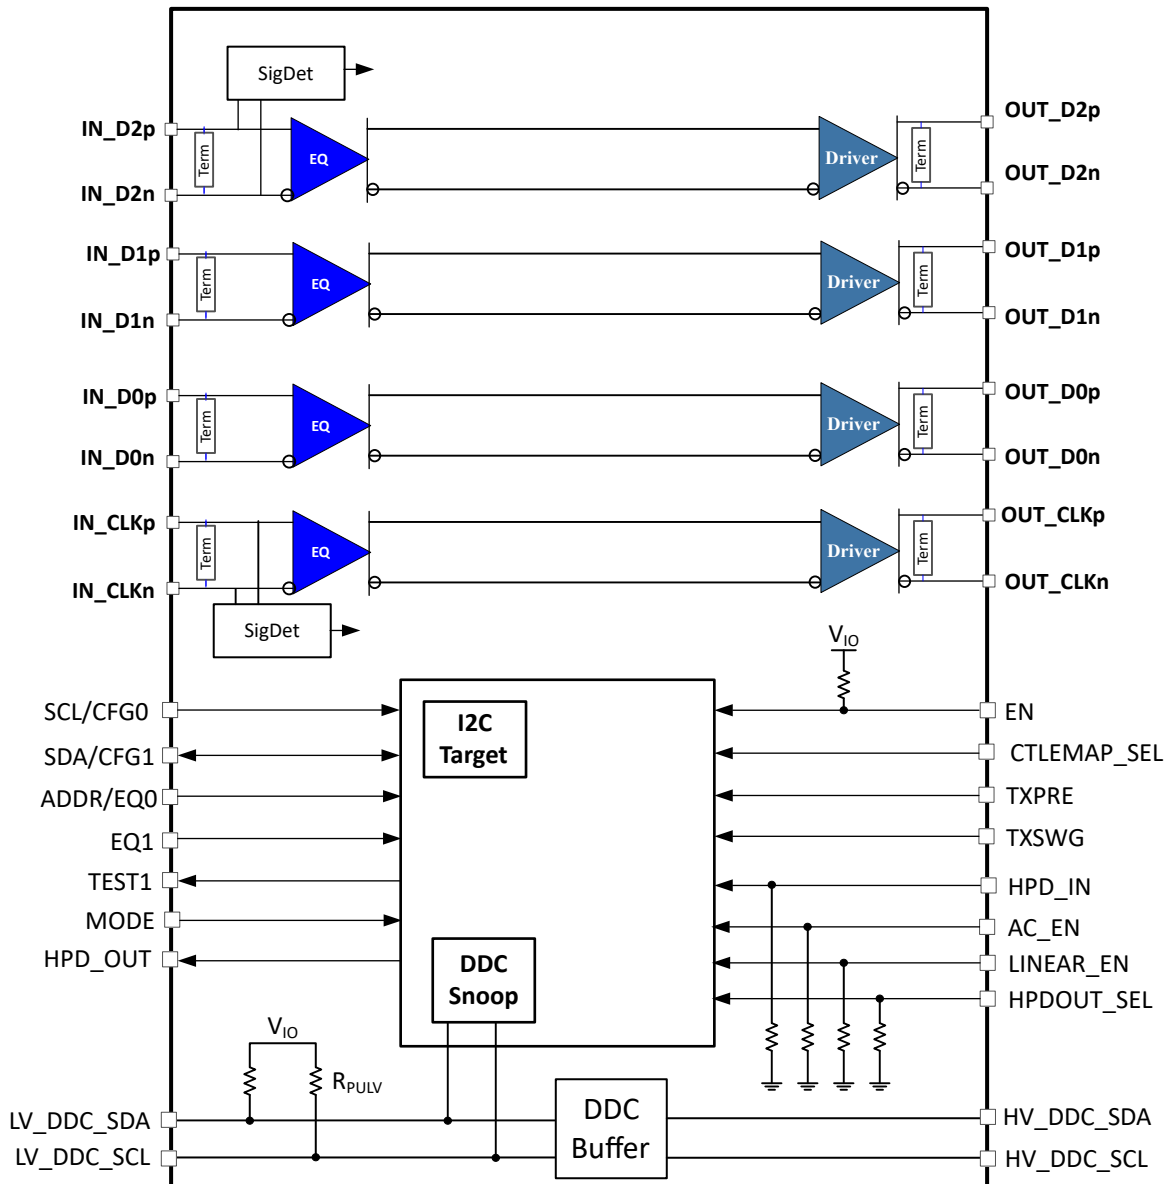 SigDet
IN_D2p
Term
EQ
Driver
Term
OUT_D2p
IN_D2n
OUT_D2n
IN_D1p
Term
EQ
Driver
Term
OUT_D1p
IN_D1n
OUT_D1n
IN_D0p
Term
EQ
Driver
Term
OUT_D0p
IN_D0n
OUT_D0n
IN_CLKp
Term
EQ
Driver
Term
OUT_CLKp
IN_CLKn
OUT_CLKn
SigDet
VIO
SCL/CFG0
SDA/CFG1
ADDR/EQ0
EQ1
TEST1
MODE
HPD_OUT
I2C
Target
DDC
Snoop
EN
CTLEMAP_SEL
TXPRE
TXSWG
HPD_IN
AC_EN
LINEAR_EN
HPDOUT_SEL
VIO
RPULV
LV_DDC_SDA
LV_DDC_SCL
DDC
Buffer
HV_DDC_SDA
HV_DDC_SCL